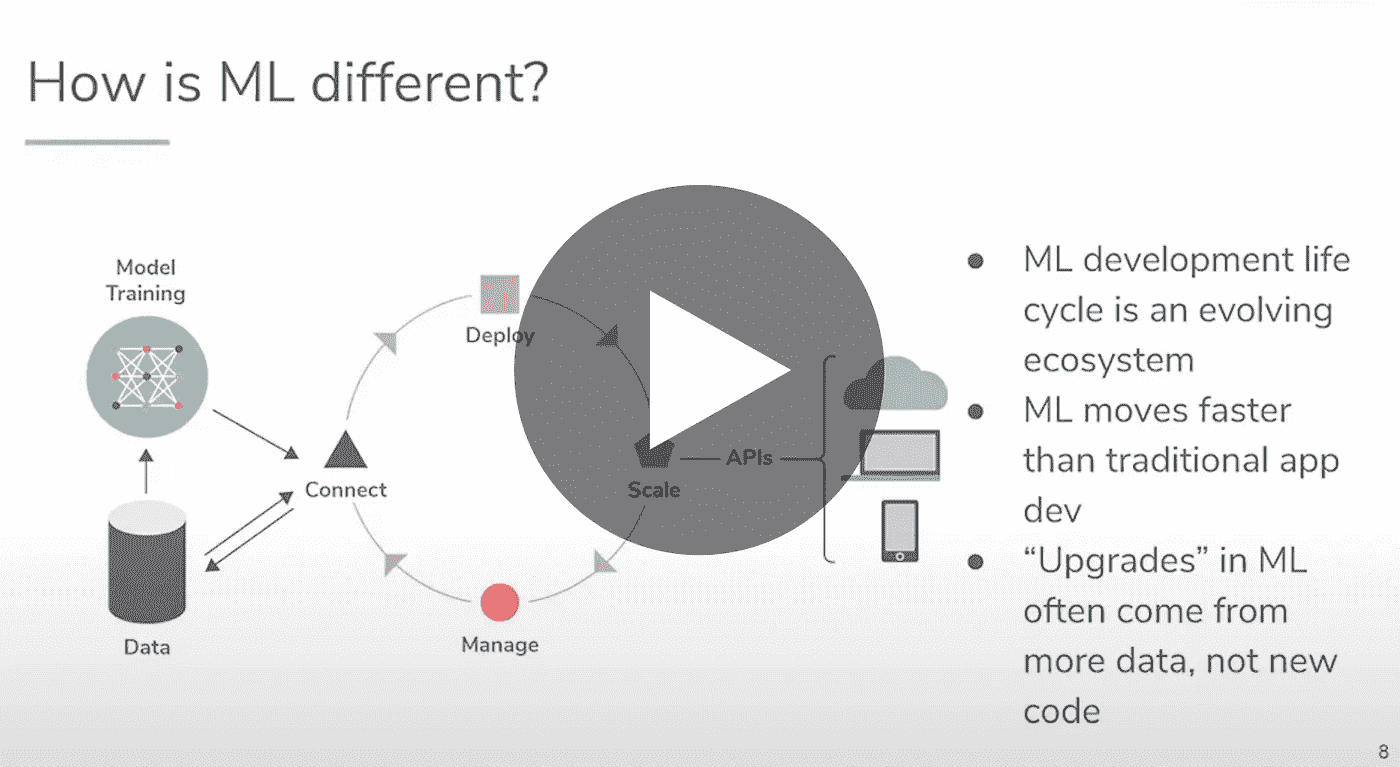 How is ML different?
Model
Training
Deploy
Connect
Scale
APIs
Data
Manage
ML development life
cycle is an evolving
ecosystem
ML moves faster
than traditional app
dev
“Upgrades” in ML
often come from
more data, not new
code
8